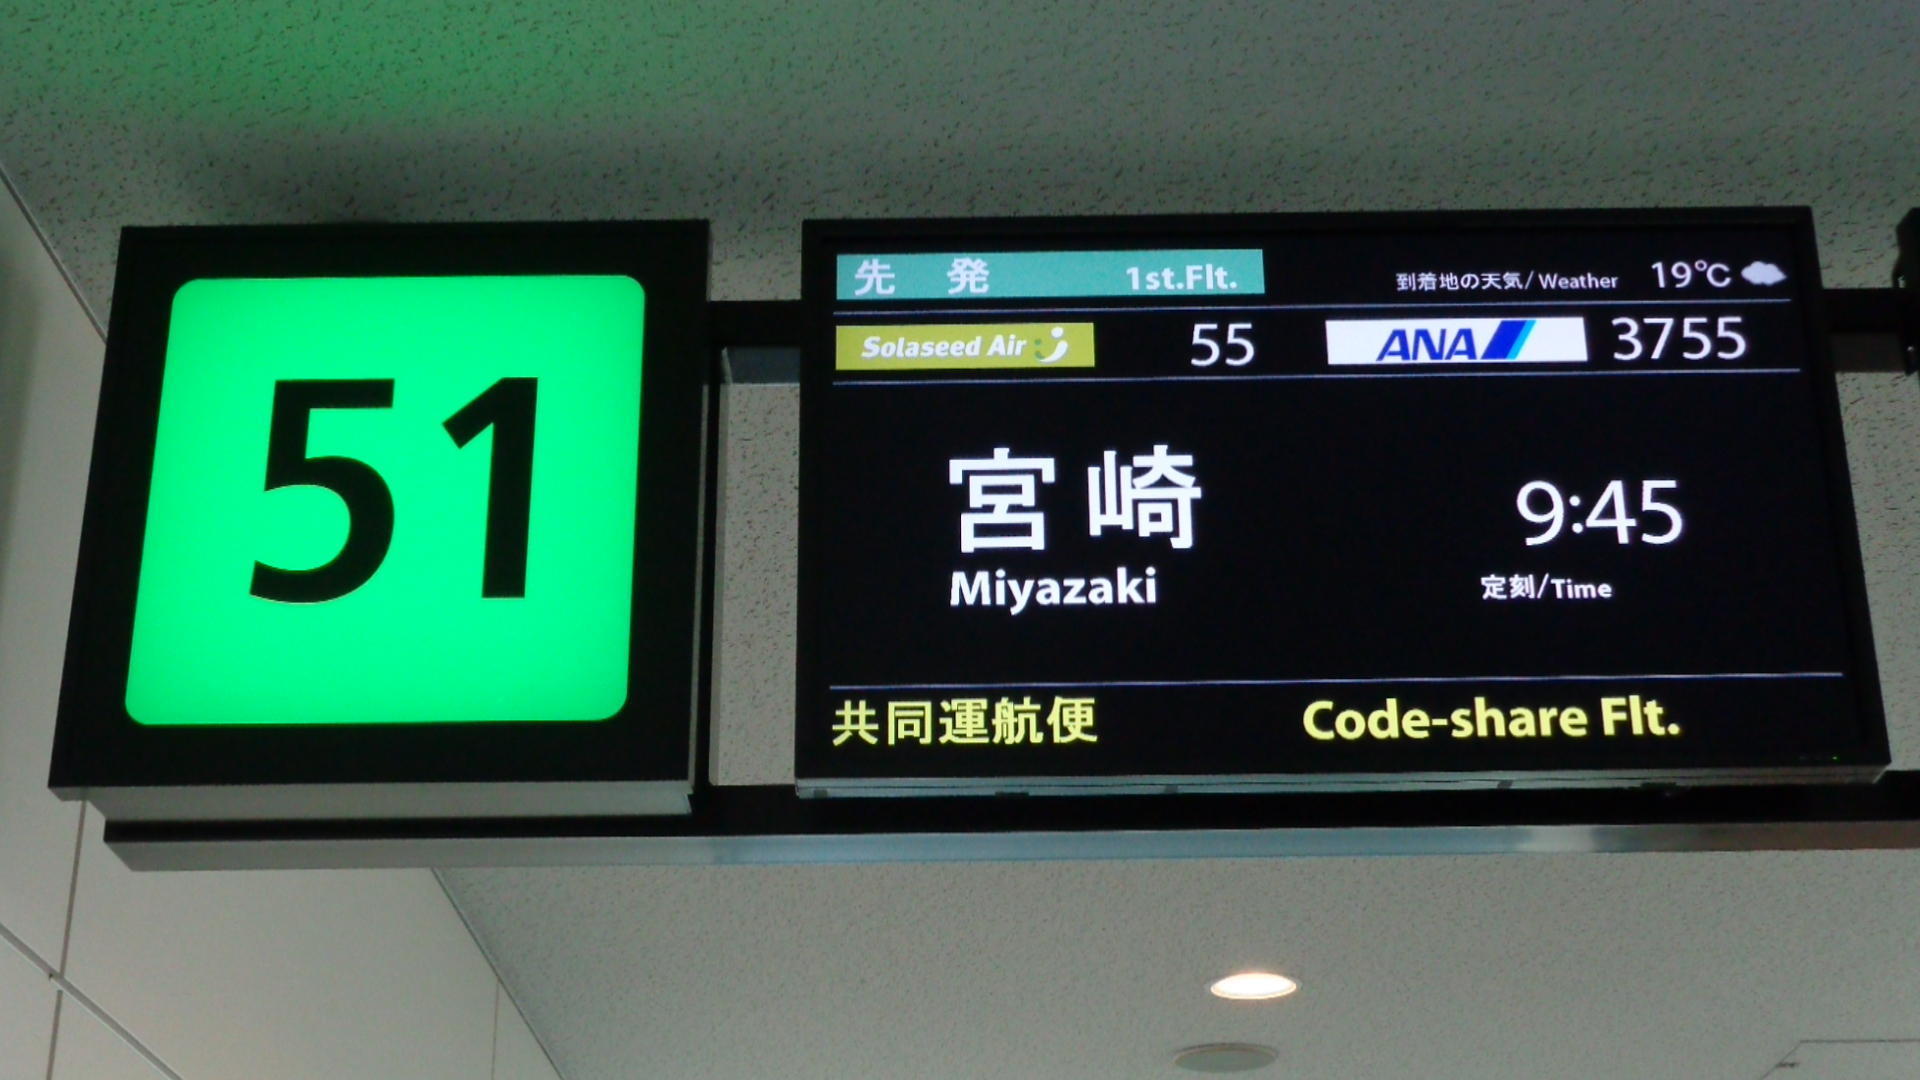 51
先 発 1st.Flt. 到着地の天気/Weather 19℃
Solaseed Air 55 ANA 3755
宮崎 9:45
Miyazaki 定刻/Time
共同運航便 Code-share Flt.